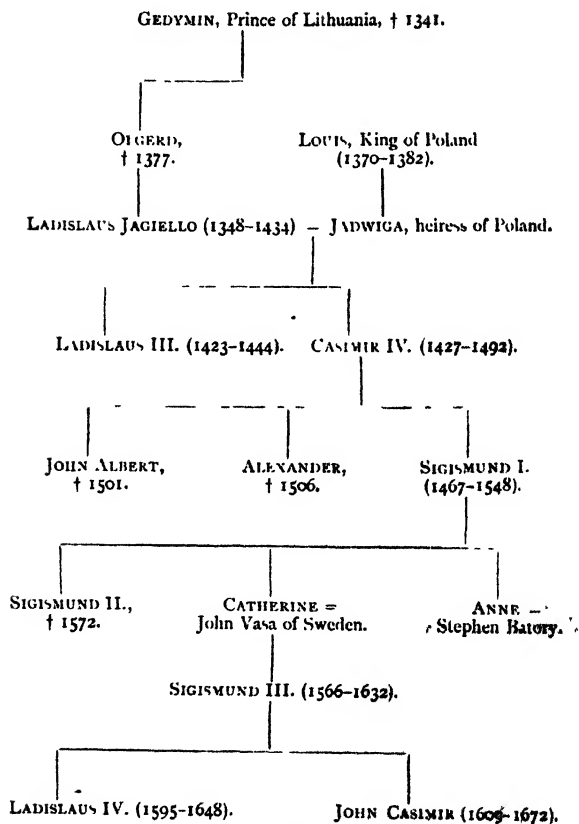 GEDYMIN, Prince of Lithuania, † 1341.
OLGERD,
† 1377.
LOUIS, King of Poland
(1370–1382).
LADISLAUS JAGIELLO (1348–1434) = JADWIGA, heiress of Poland.
LADISLAUS III. (1423–1444). CASIMIR IV. (1427–1492).
JOHN ALBERT,
† 1501.
ALEXANDER,
† 1506.
SIGISMUND I.
(1467–1548).
SIGISMUND II.,
† 1572.
CATHERINE =
John Vasa of Sweden.
ANNE =
Stephen Batory.
SIGISMUND III. (1566–1632).
LADISLAUS IV. (1595–1648). JOHN CASIMIR (1609–1672).